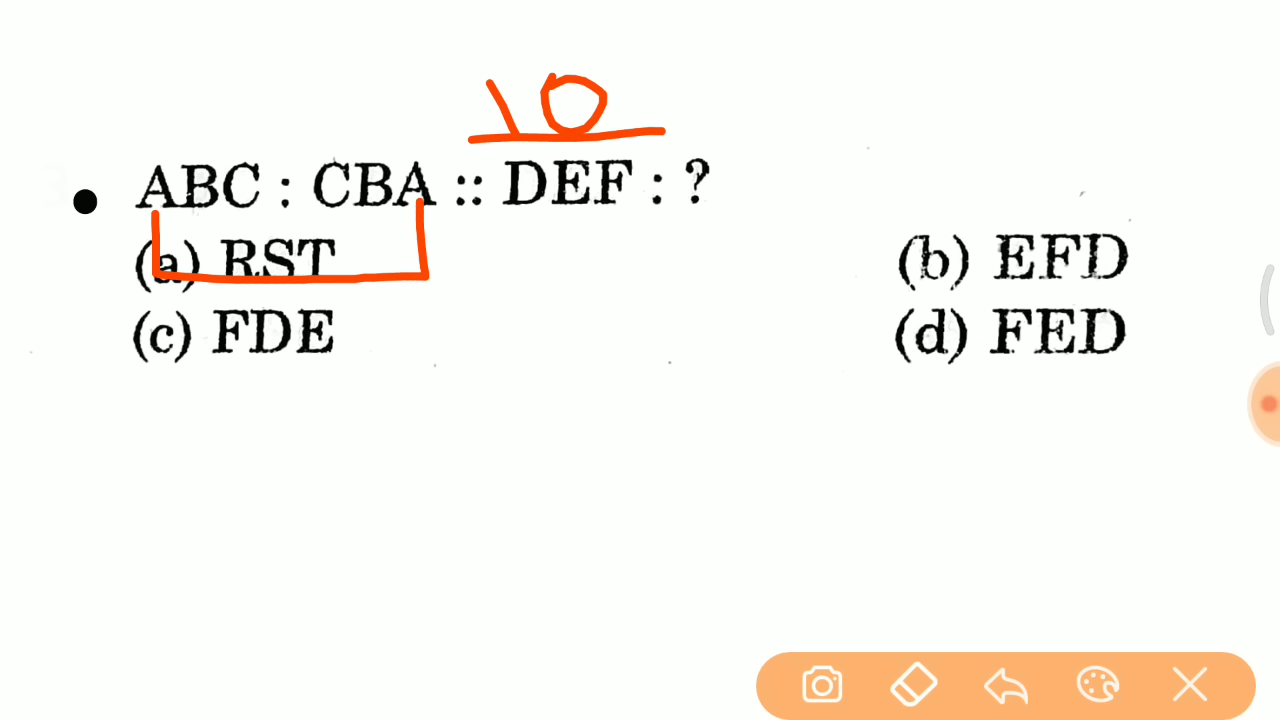 10
ABC : CBA :: DEF : ?
(a) RST (b) EFD
(c) FDE (d) FED